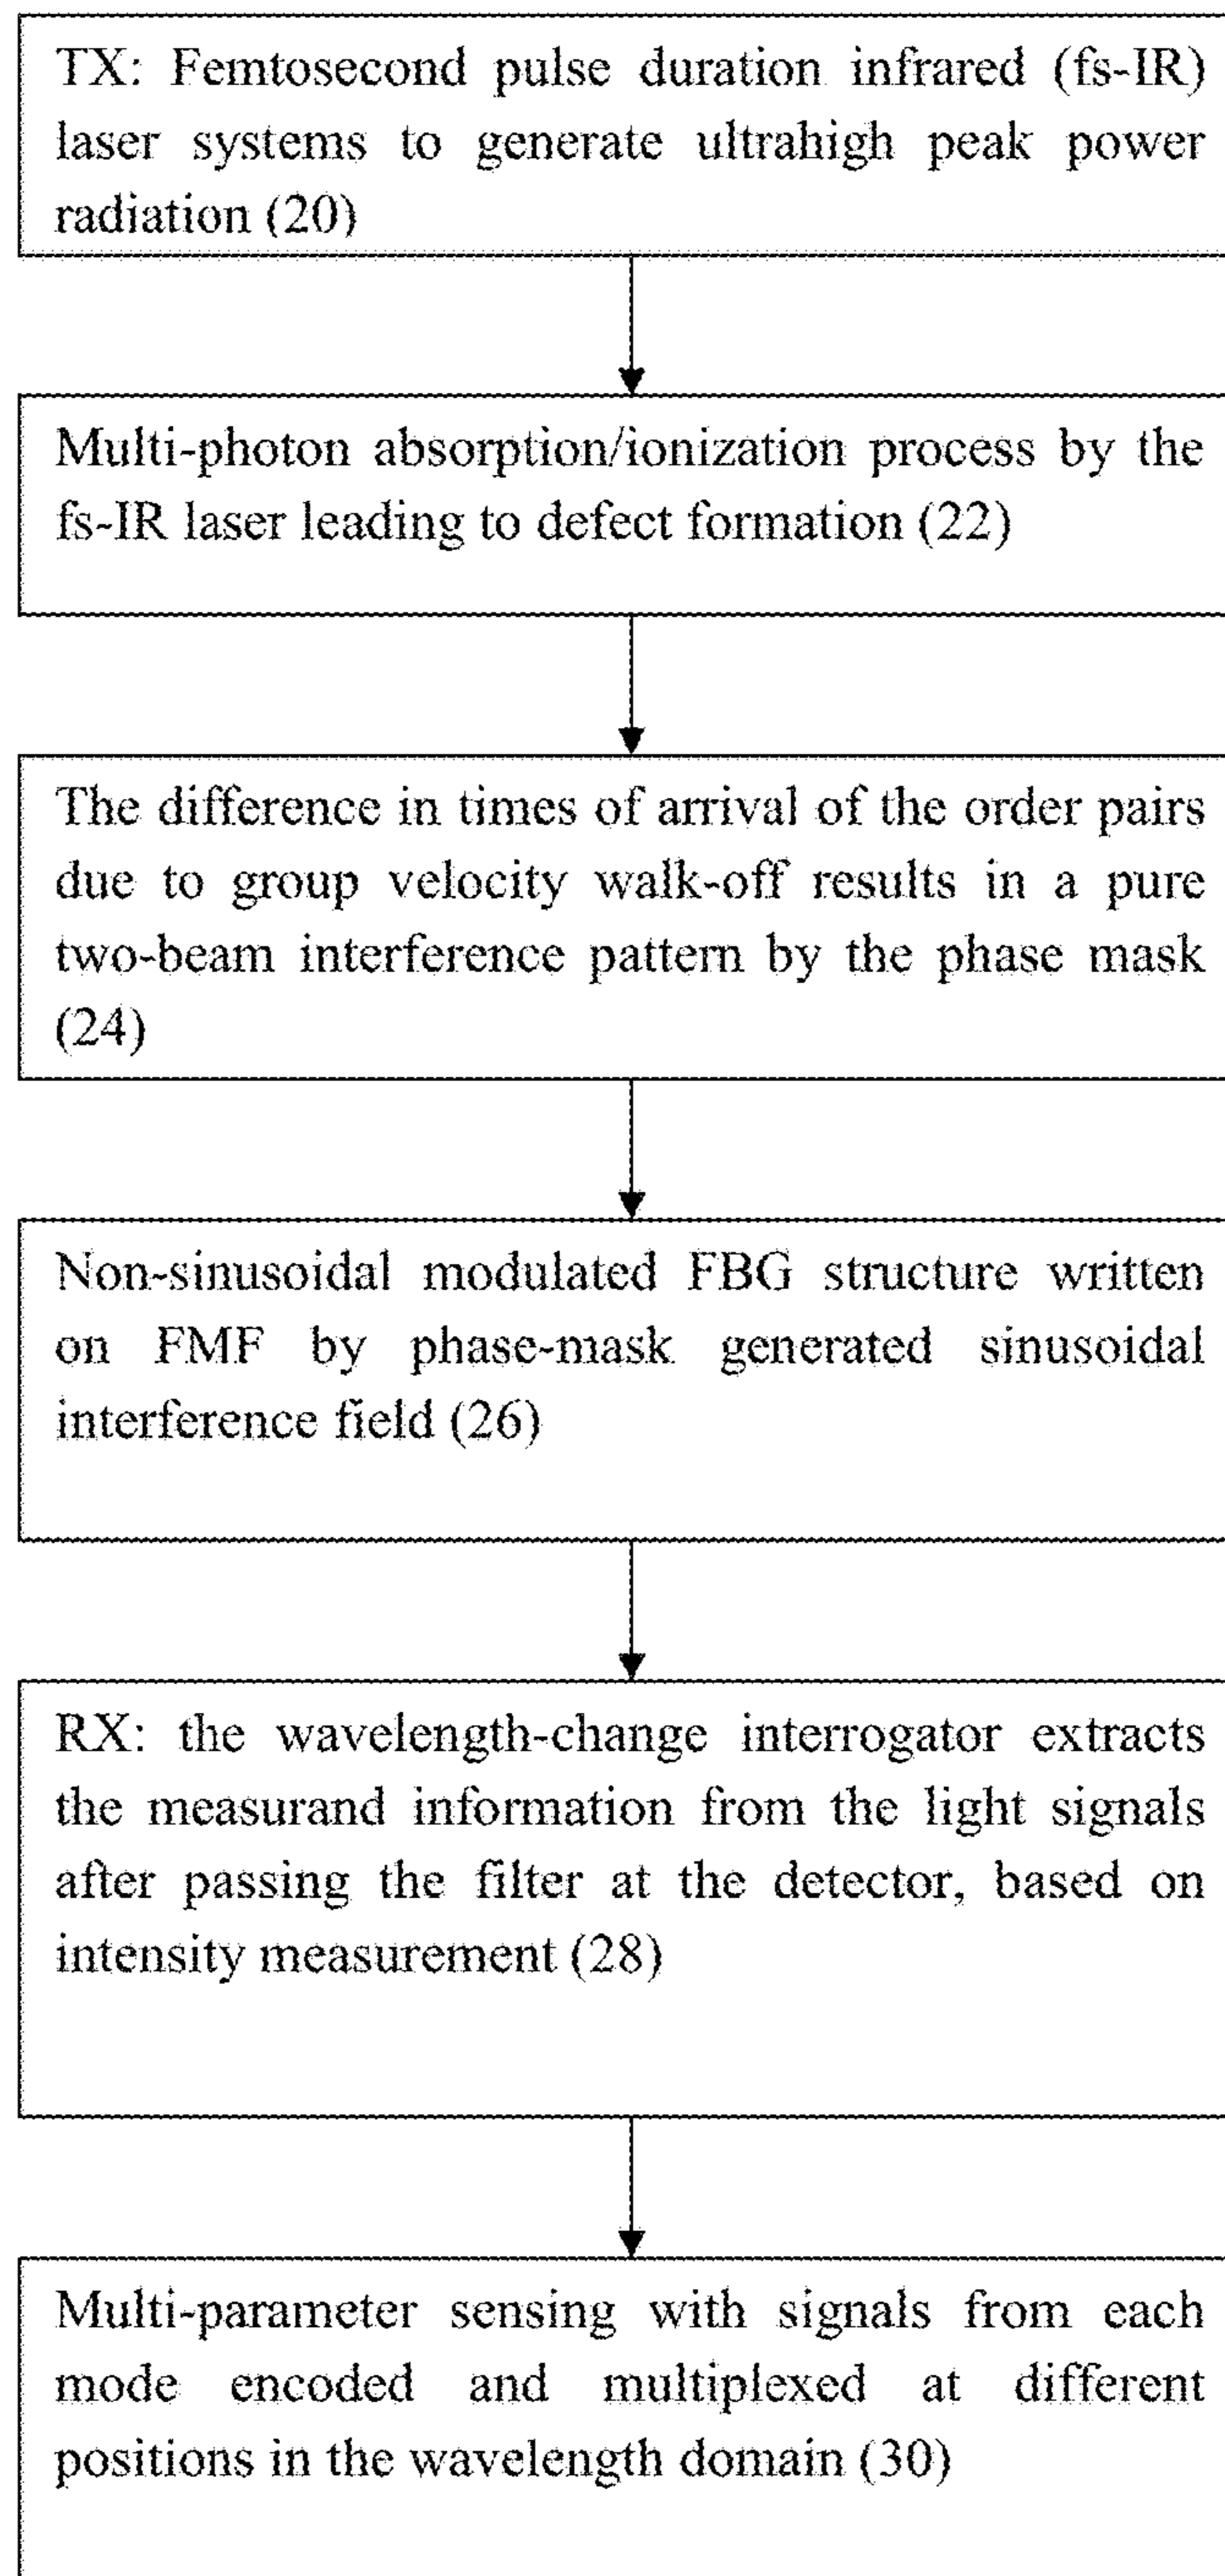 TX: Femtosecond pulse duration infrared (fs-IR)
laser systems to generate ultrahigh peak power
radiation (20)
Multi-photon absorption/ionization process by the
fs-IR laser leading to defect formation (22)
The difference in times of arrival of the order pairs
due to group velocity walk-off results in a pure
two-beam interference pattern by the phase mask
(24)
Non-sinusoidal modulated FBG structure written
on FMF by phase-mask generated sinusoidal
interference field (26)
RX: the wavelength-change interrogator extracts
the measurand information from the light signals
after passing the filter at the detector, based on
intensity measurement (28)
Multi-parameter sensing with signals from each
mode encoded and multiplexed at different
positions in the wavelength domain (30)